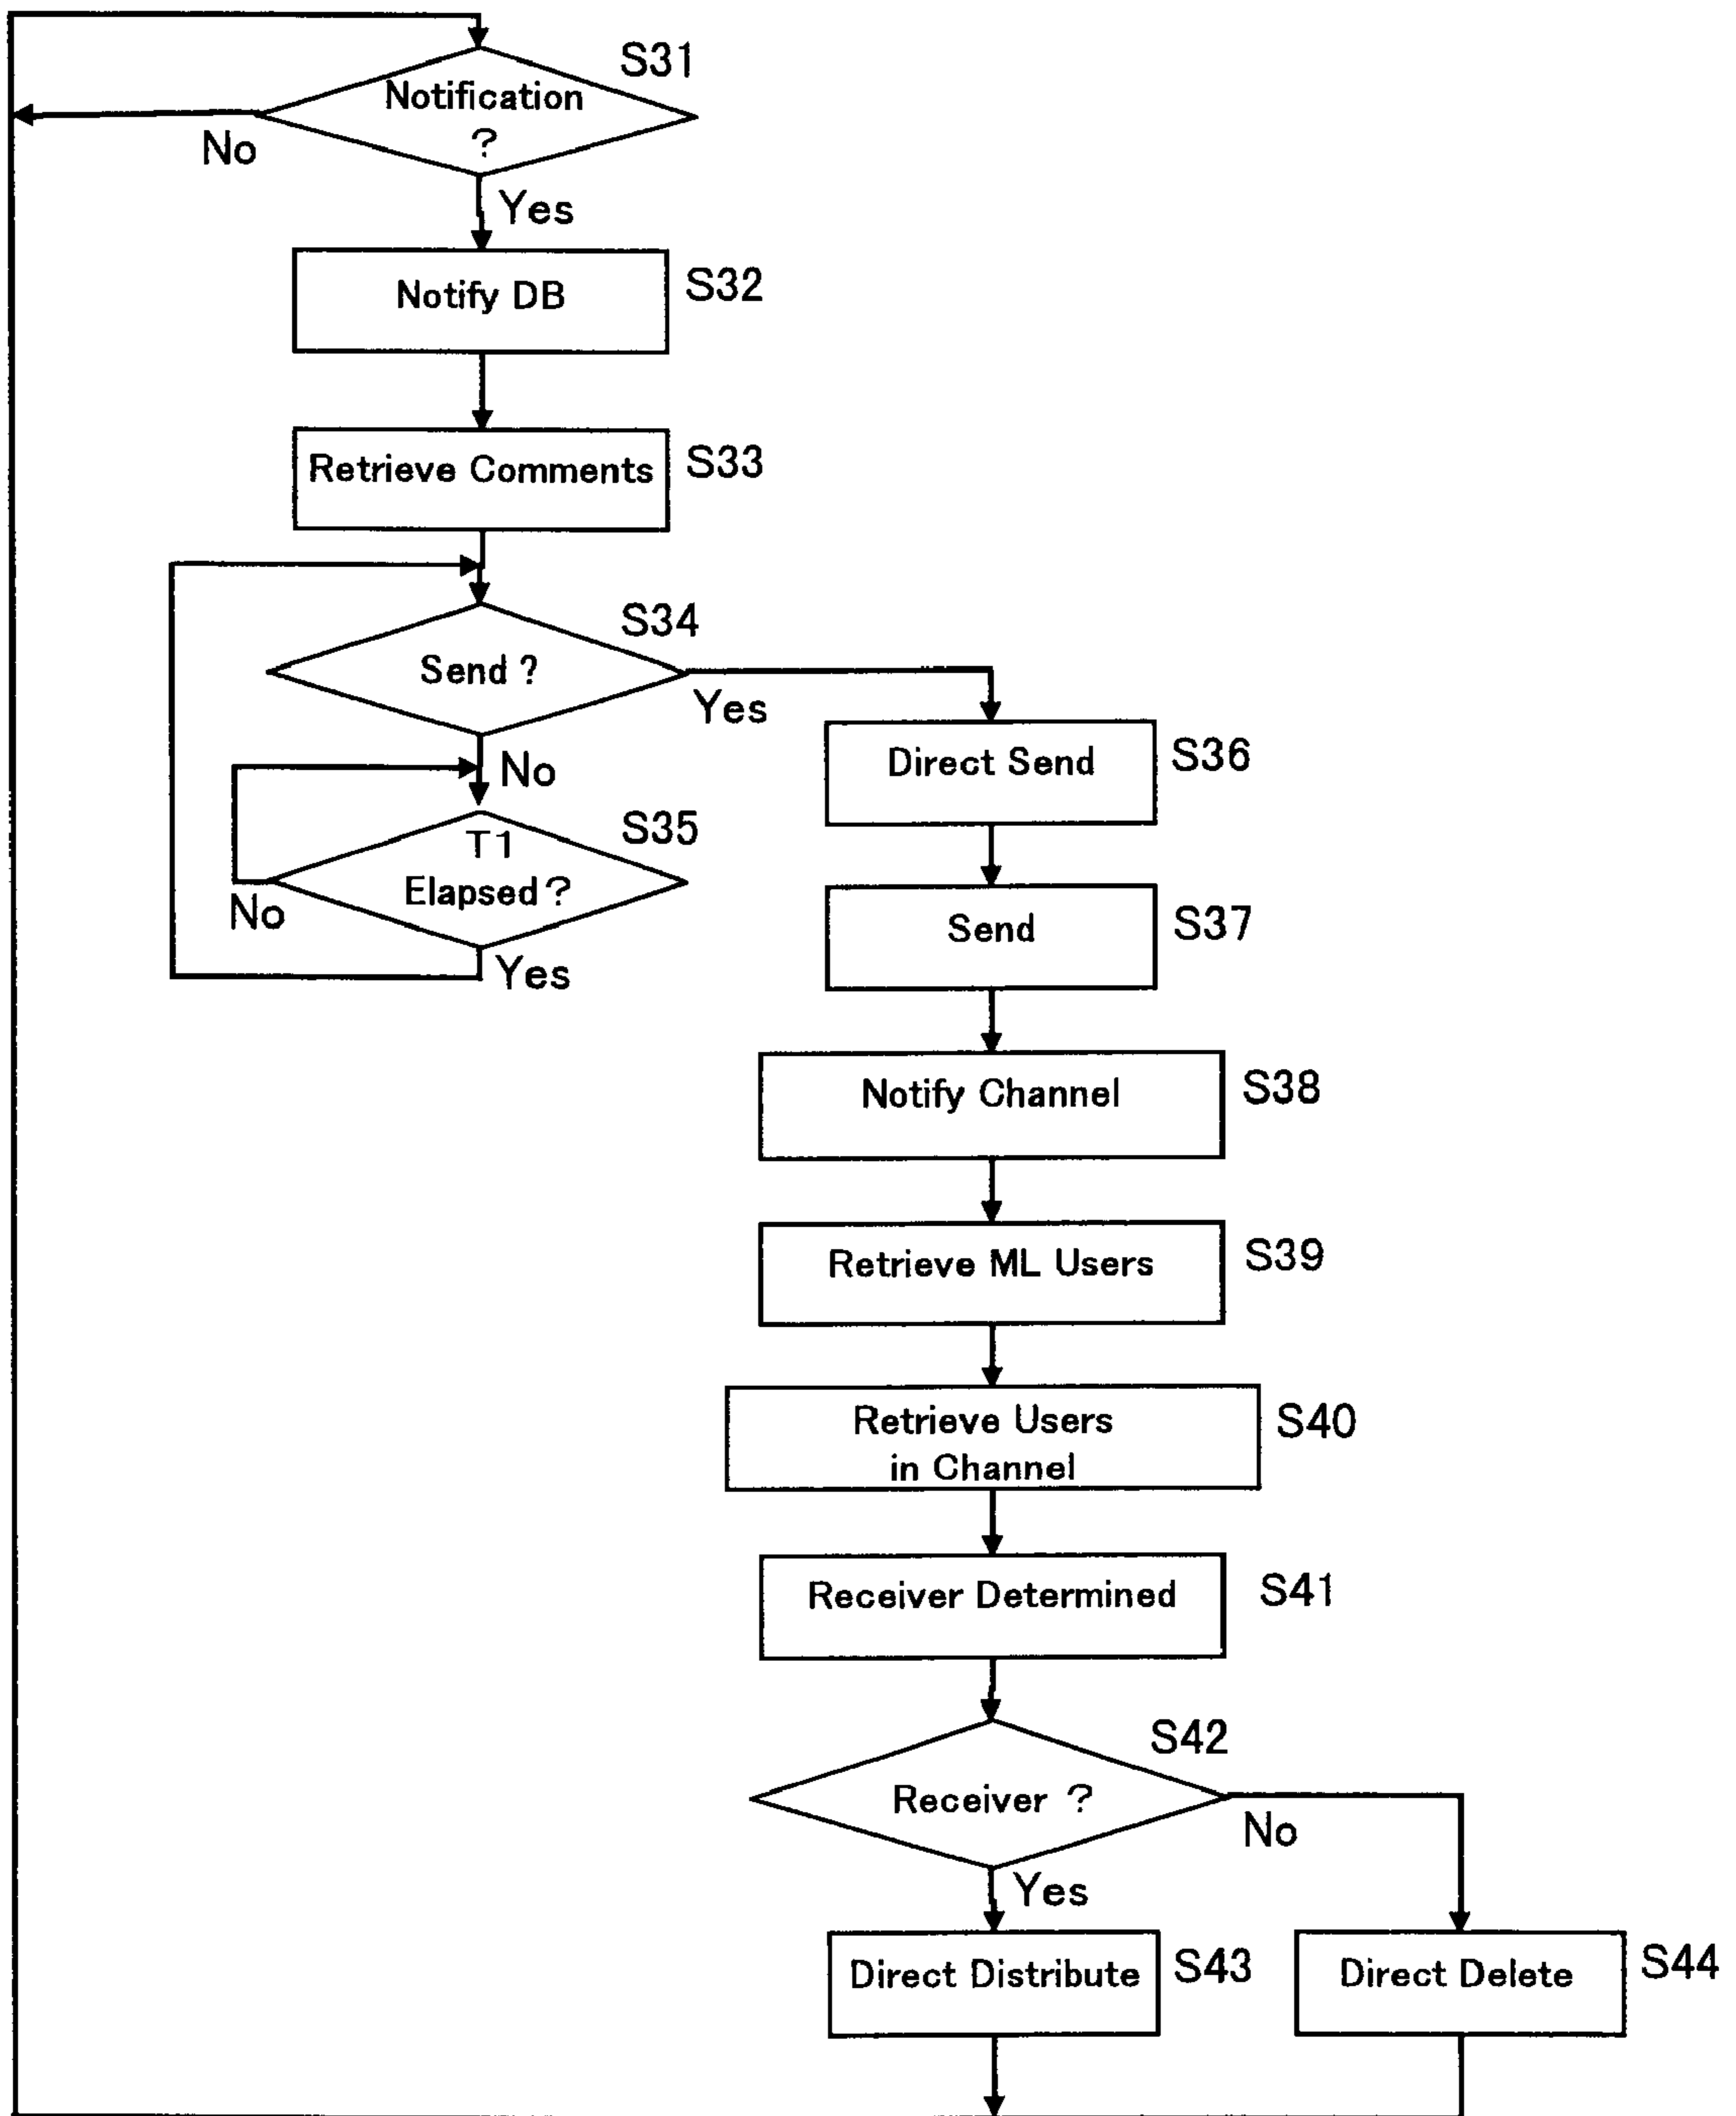 S31
Notification
?
No
Yes
Notify DB
S32
Retrieve Comments
S33
S34
Send ?
Yes
No
Direct Send
S36
S35
T1
Elapsed ?
No
Yes
Send
S37
Notify Channel
S38
Retrieve ML Users
S39
Retrieve Users
in Channel
S40
Receiver Determined
S41
S42
Receiver ?
No
Yes
Direct Distribute
S43
Direct Delete
S44